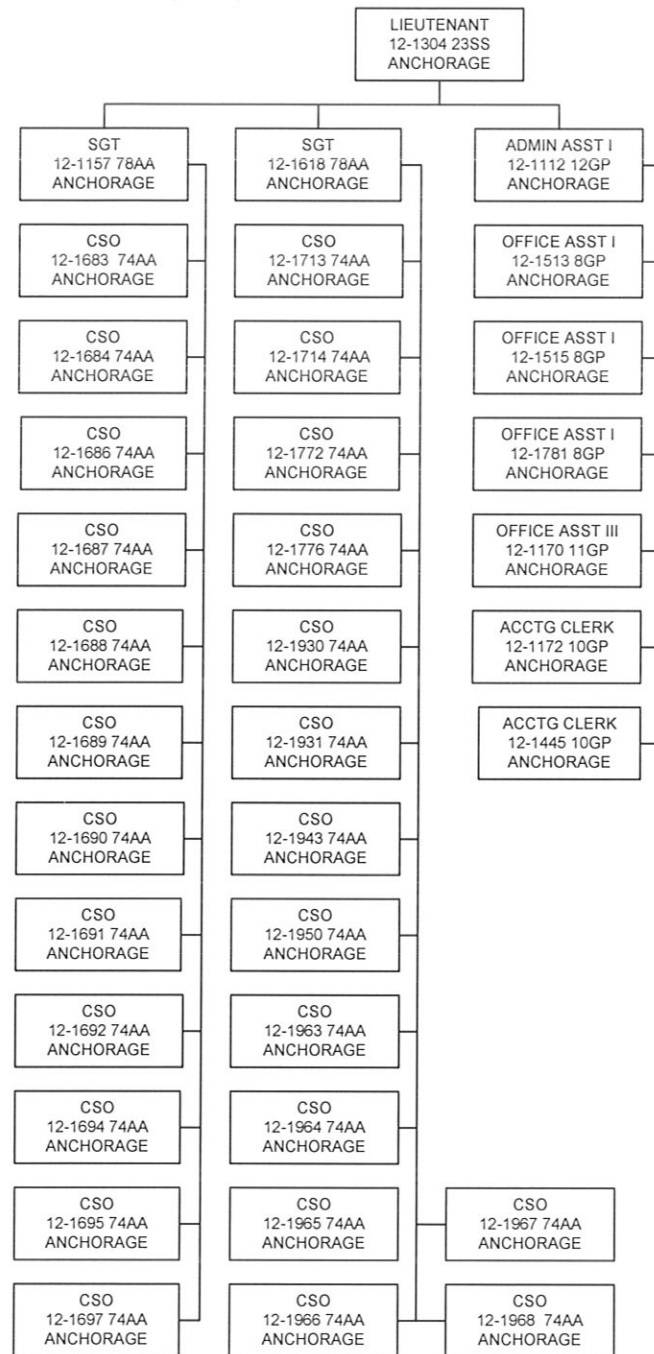 LIEUTENANT
12-1304 23SS
ANCHORAGE
SGT
12-1157 78AA
ANCHORAGE
CSO
12-1683 74AA
ANCHORAGE
CSO
12-1684 74AA
ANCHORAGE
CSO
12-1686 74AA
ANCHORAGE
CSO
12-1687 74AA
ANCHORAGE
CSO
12-1688 74AA
ANCHORAGE
CSO
12-1689 74AA
ANCHORAGE
CSO
12-1690 74AA
ANCHORAGE
CSO
12-1691 74AA
ANCHORAGE
CSO
12-1692 74AA
ANCHORAGE
CSO
12-1694 74AA
ANCHORAGE
CSO
12-1695 74AA
ANCHORAGE
CSO
12-1697 74AA
ANCHORAGE
SGT
12-1618 78AA
ANCHORAGE
CSO
12-1713 74AA
ANCHORAGE
CSO
12-1714 74AA
ANCHORAGE
CSO
12-1772 74AA
ANCHORAGE
CSO
12-1776 74AA
ANCHORAGE
CSO
12-1930 74AA
ANCHORAGE
CSO
12-1931 74AA
ANCHORAGE
CSO
12-1943 74AA
ANCHORAGE
CSO
12-1950 74AA
ANCHORAGE
CSO
12-1963 74AA
ANCHORAGE
CSO
12-1964 74AA
ANCHORAGE
CSO
12-1965 74AA
ANCHORAGE
CSO
12-1966 74AA
ANCHORAGE
CSO
12-1967 74AA
ANCHORAGE
CSO
12-1968 74AA
ANCHORAGE
ADMIN ASST I
12-1112 12GP
ANCHORAGE
OFFICE ASST I
12-1513 8GP
ANCHORAGE
OFFICE ASST I
12-1515 8GP
ANCHORAGE
OFFICE ASST I
12-1781 8GP
ANCHORAGE
OFFICE ASST III
12-1170 11GP
ANCHORAGE
ACCTG CLERK
12-1172 10GP
ANCHORAGE
ACCTG CLERK
12-1445 10GP
ANCHORAGE